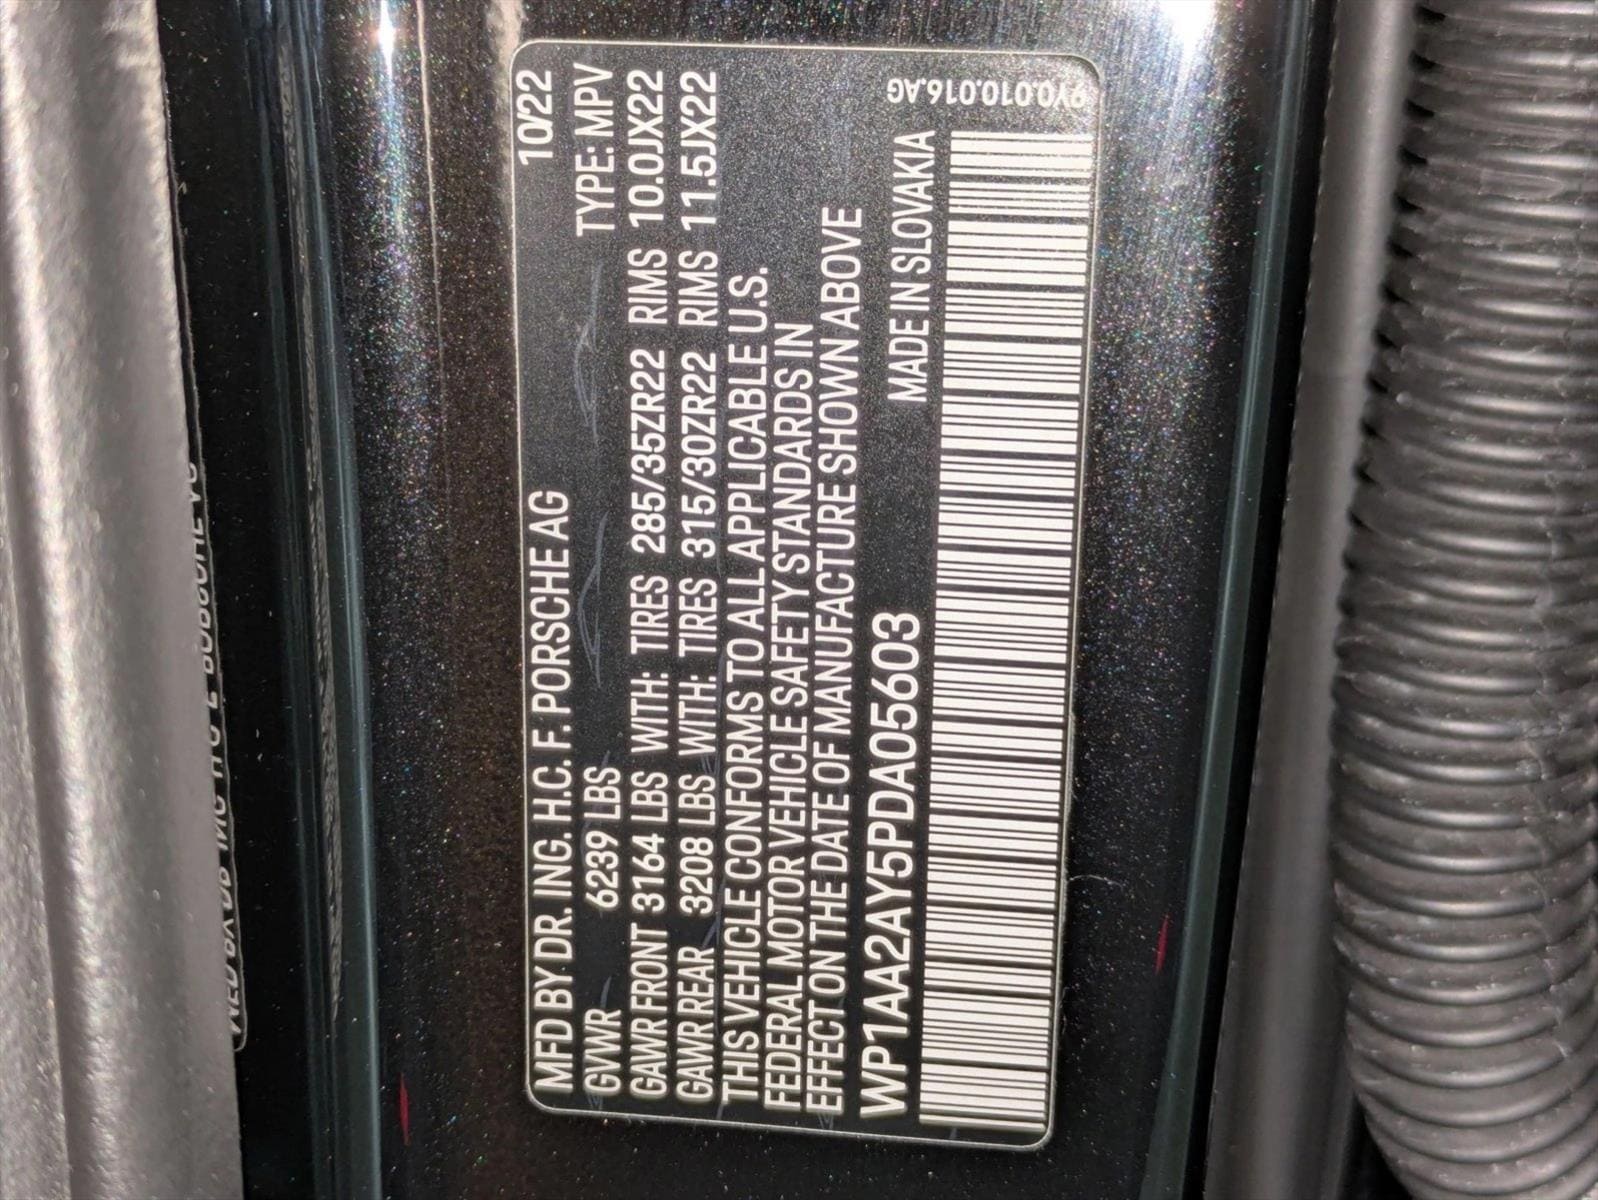 MFD BY DR. ING. H.C. F. PORSCHE AG 10/22
GVWR 6239 LBS TYPE: MPV
GAWR FRONT 3164 LBS WITH: TIRES 285/35ZR22 RIMS 10.0JX22
GAWR REAR 3208 LBS WITH: TIRES 315/30ZR22 RIMS 11.5JX22
THIS VEHICLE CONFORMS TO ALL APPLICABLE U.S.
FEDERAL MOTOR VEHICLE SAFETY STANDARDS IN
EFFECT ON THE DATE OF MANUFACTURE SHOWN ABOVE
WP1AA2AY5PDA05603 MADE IN SLOVAKIA
9Y0.010.016.AG